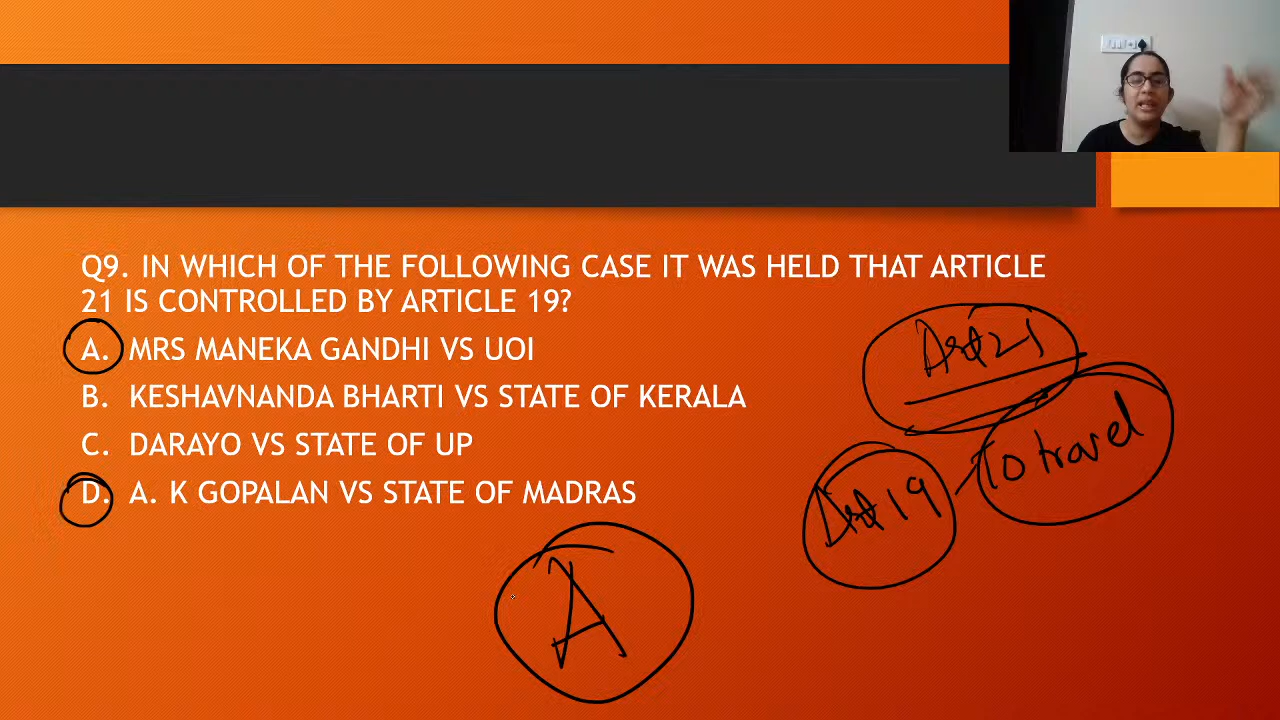 Q9. IN WHICH OF THE FOLLOWING CASE IT WAS HELD THAT ARTICLE
21 IS CONTROLLED BY ARTICLE 19?
A. MRS MANEKA GANDHI VS UOI
B. KESHAVNANDA BHARTI VS STATE OF KERALA
C. DARAYO VS STATE OF UP
D. A. K GOPALAN VS STATE OF MADRAS
Art 21
Art 19
To travel
A